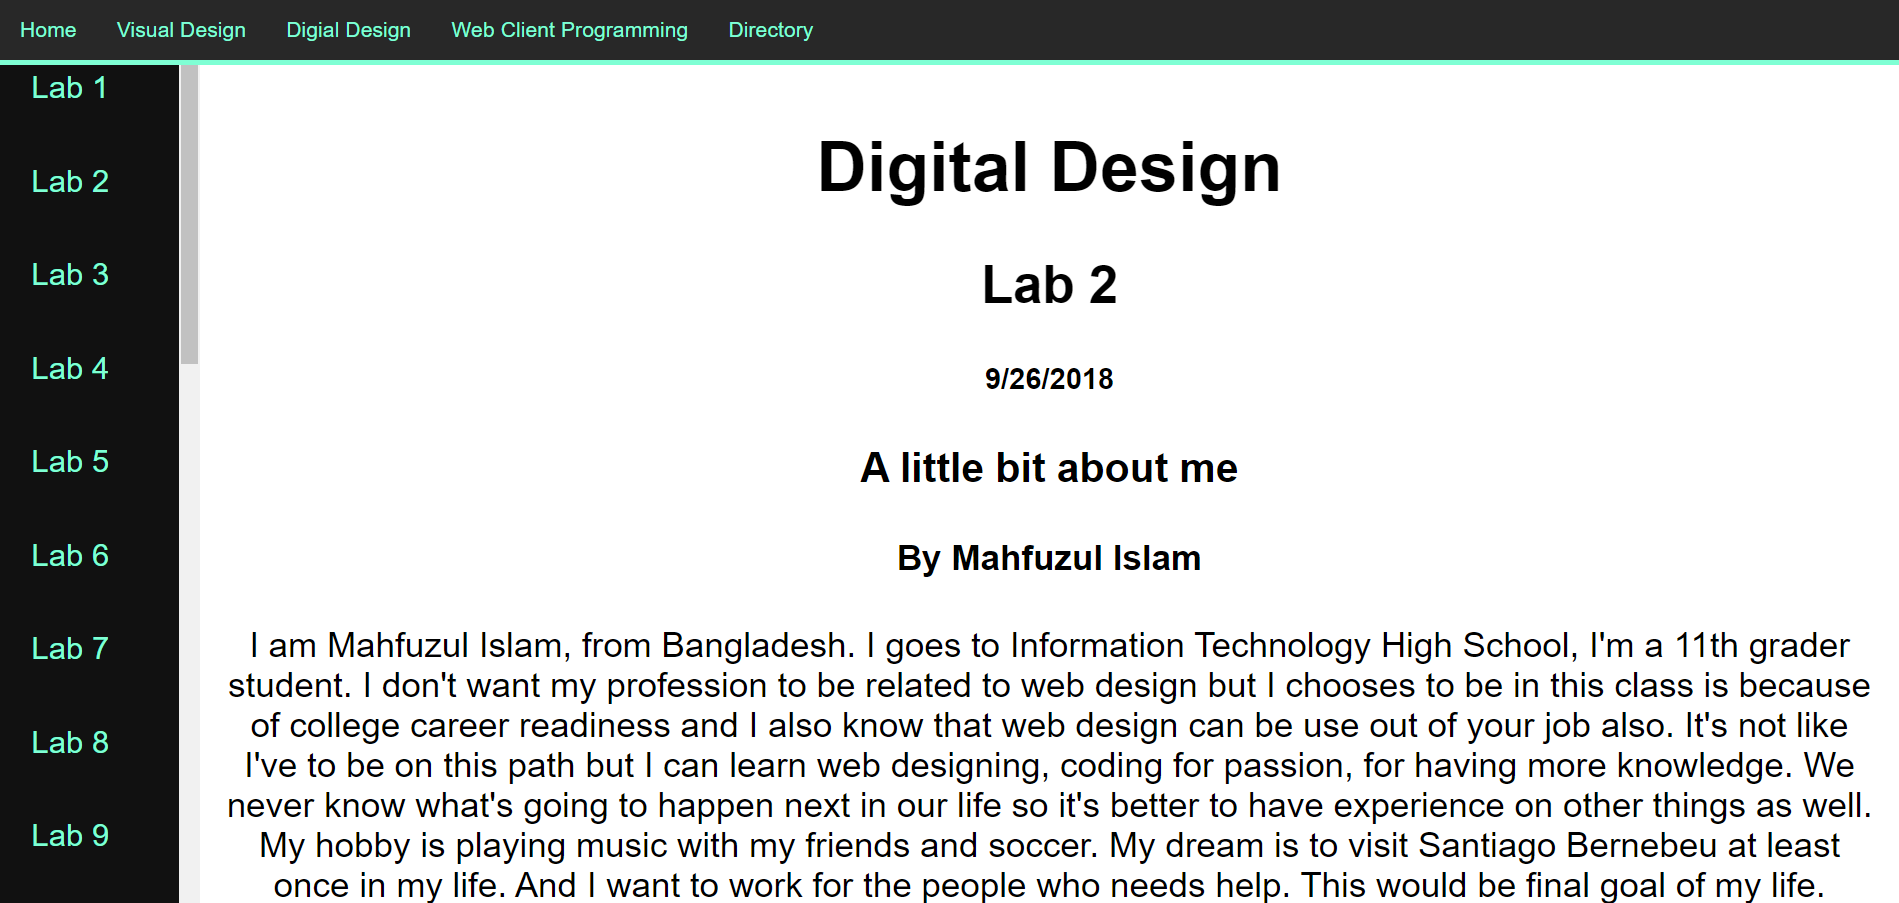 Home Visual Design Digial Design Web Client Programming Directory
Lab 1
Lab 2
Lab 3
Lab 4
Lab 5
Lab 6
Lab 7
Lab 8
Lab 9
Digital Design
Lab 2
9/26/2018
A little bit about me
By Mahfuzul Islam
I am Mahfuzul Islam, from Bangladesh. I goes to Information Technology High School, I'm a 11th grader
student. I don't want my profession to be related to web design but I chooses to be in this class is because
of college career readiness and I also know that web design can be use out of your job also. It's not like
I've to be on this path but I can learn web designing, coding for passion, for having more knowledge. We
never know what's going to happen next in our life so it's better to have experience on other things as well.
My hobby is playing music with my friends and soccer. My dream is to visit Santiago Bernebeu at least
once in my life. And I want to work for the people who needs help. This would be final goal of my life.